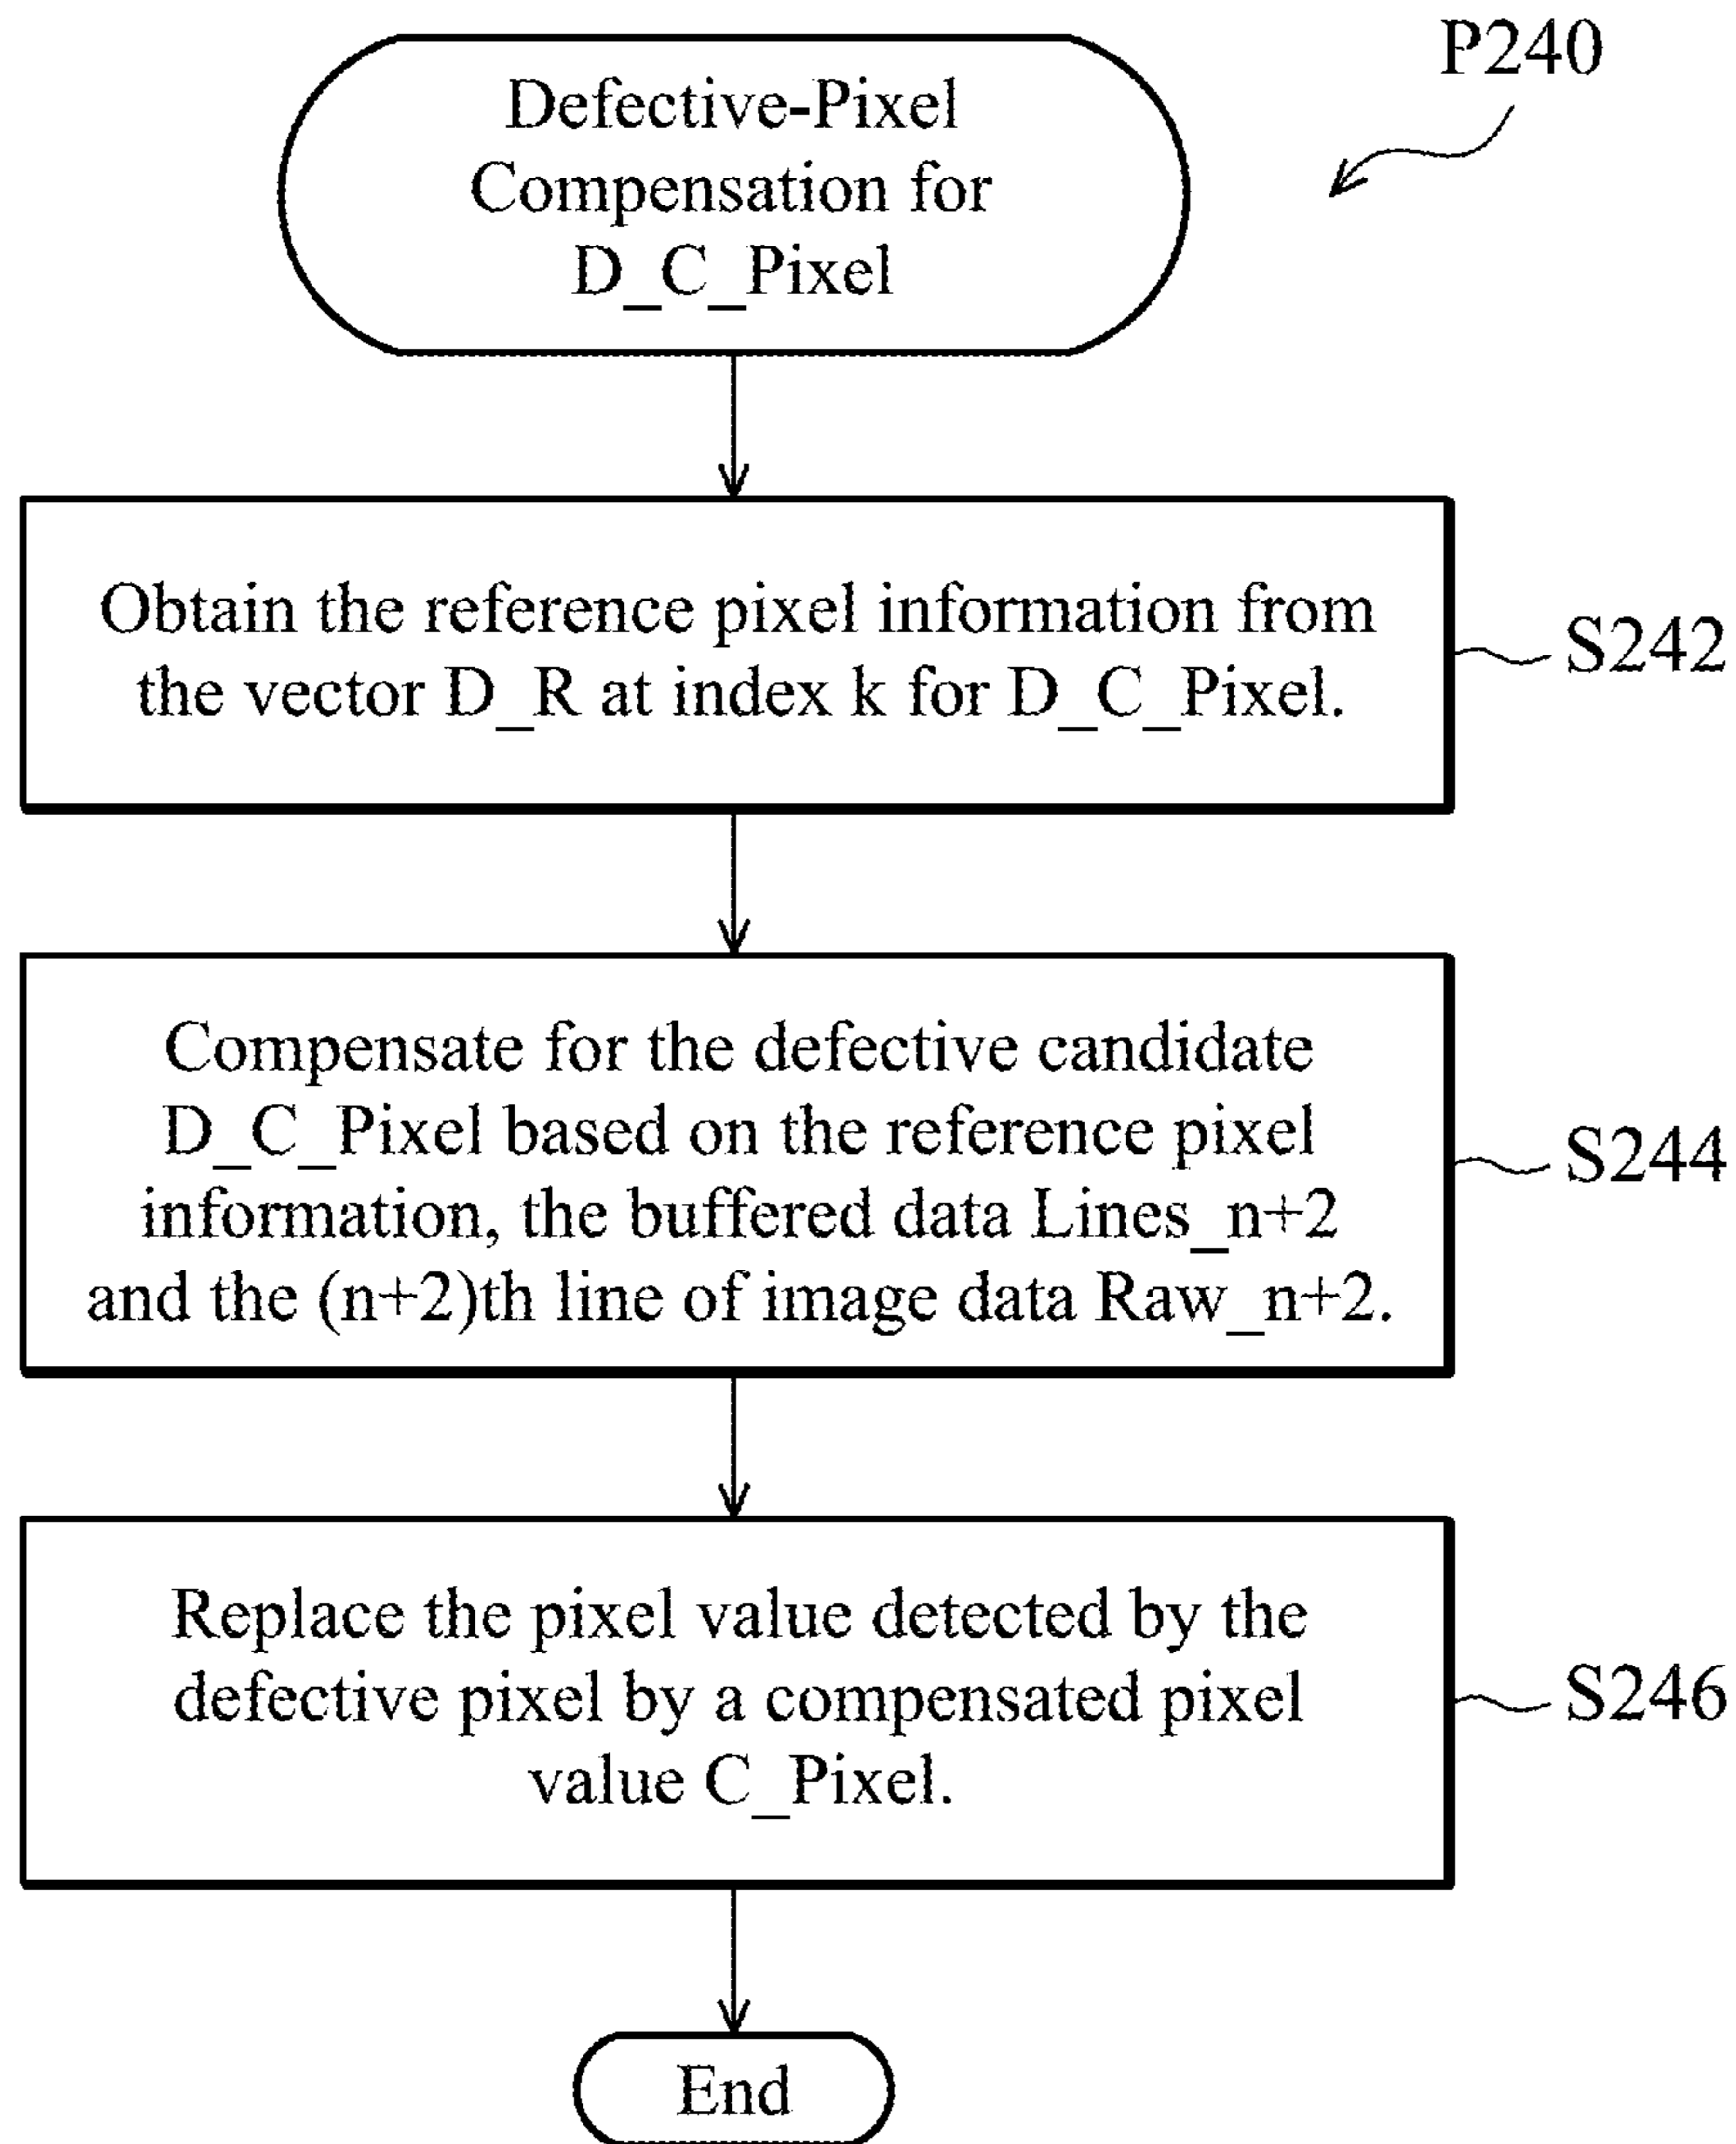 P240
Defective-Pixel
Compensation for
D_C_Pixel
Obtain the reference pixel information from
the vector D_R at index k for D_C_Pixel.
S242
Compensate for the defective candidate
D_C_Pixel based on the reference pixel
information, the buffered data Lines_n+2
and the (n+2)th line of image data Raw_n+2.
S244
Replace the pixel value detected by the
defective pixel by a compensated pixel
value C_Pixel.
S246
End